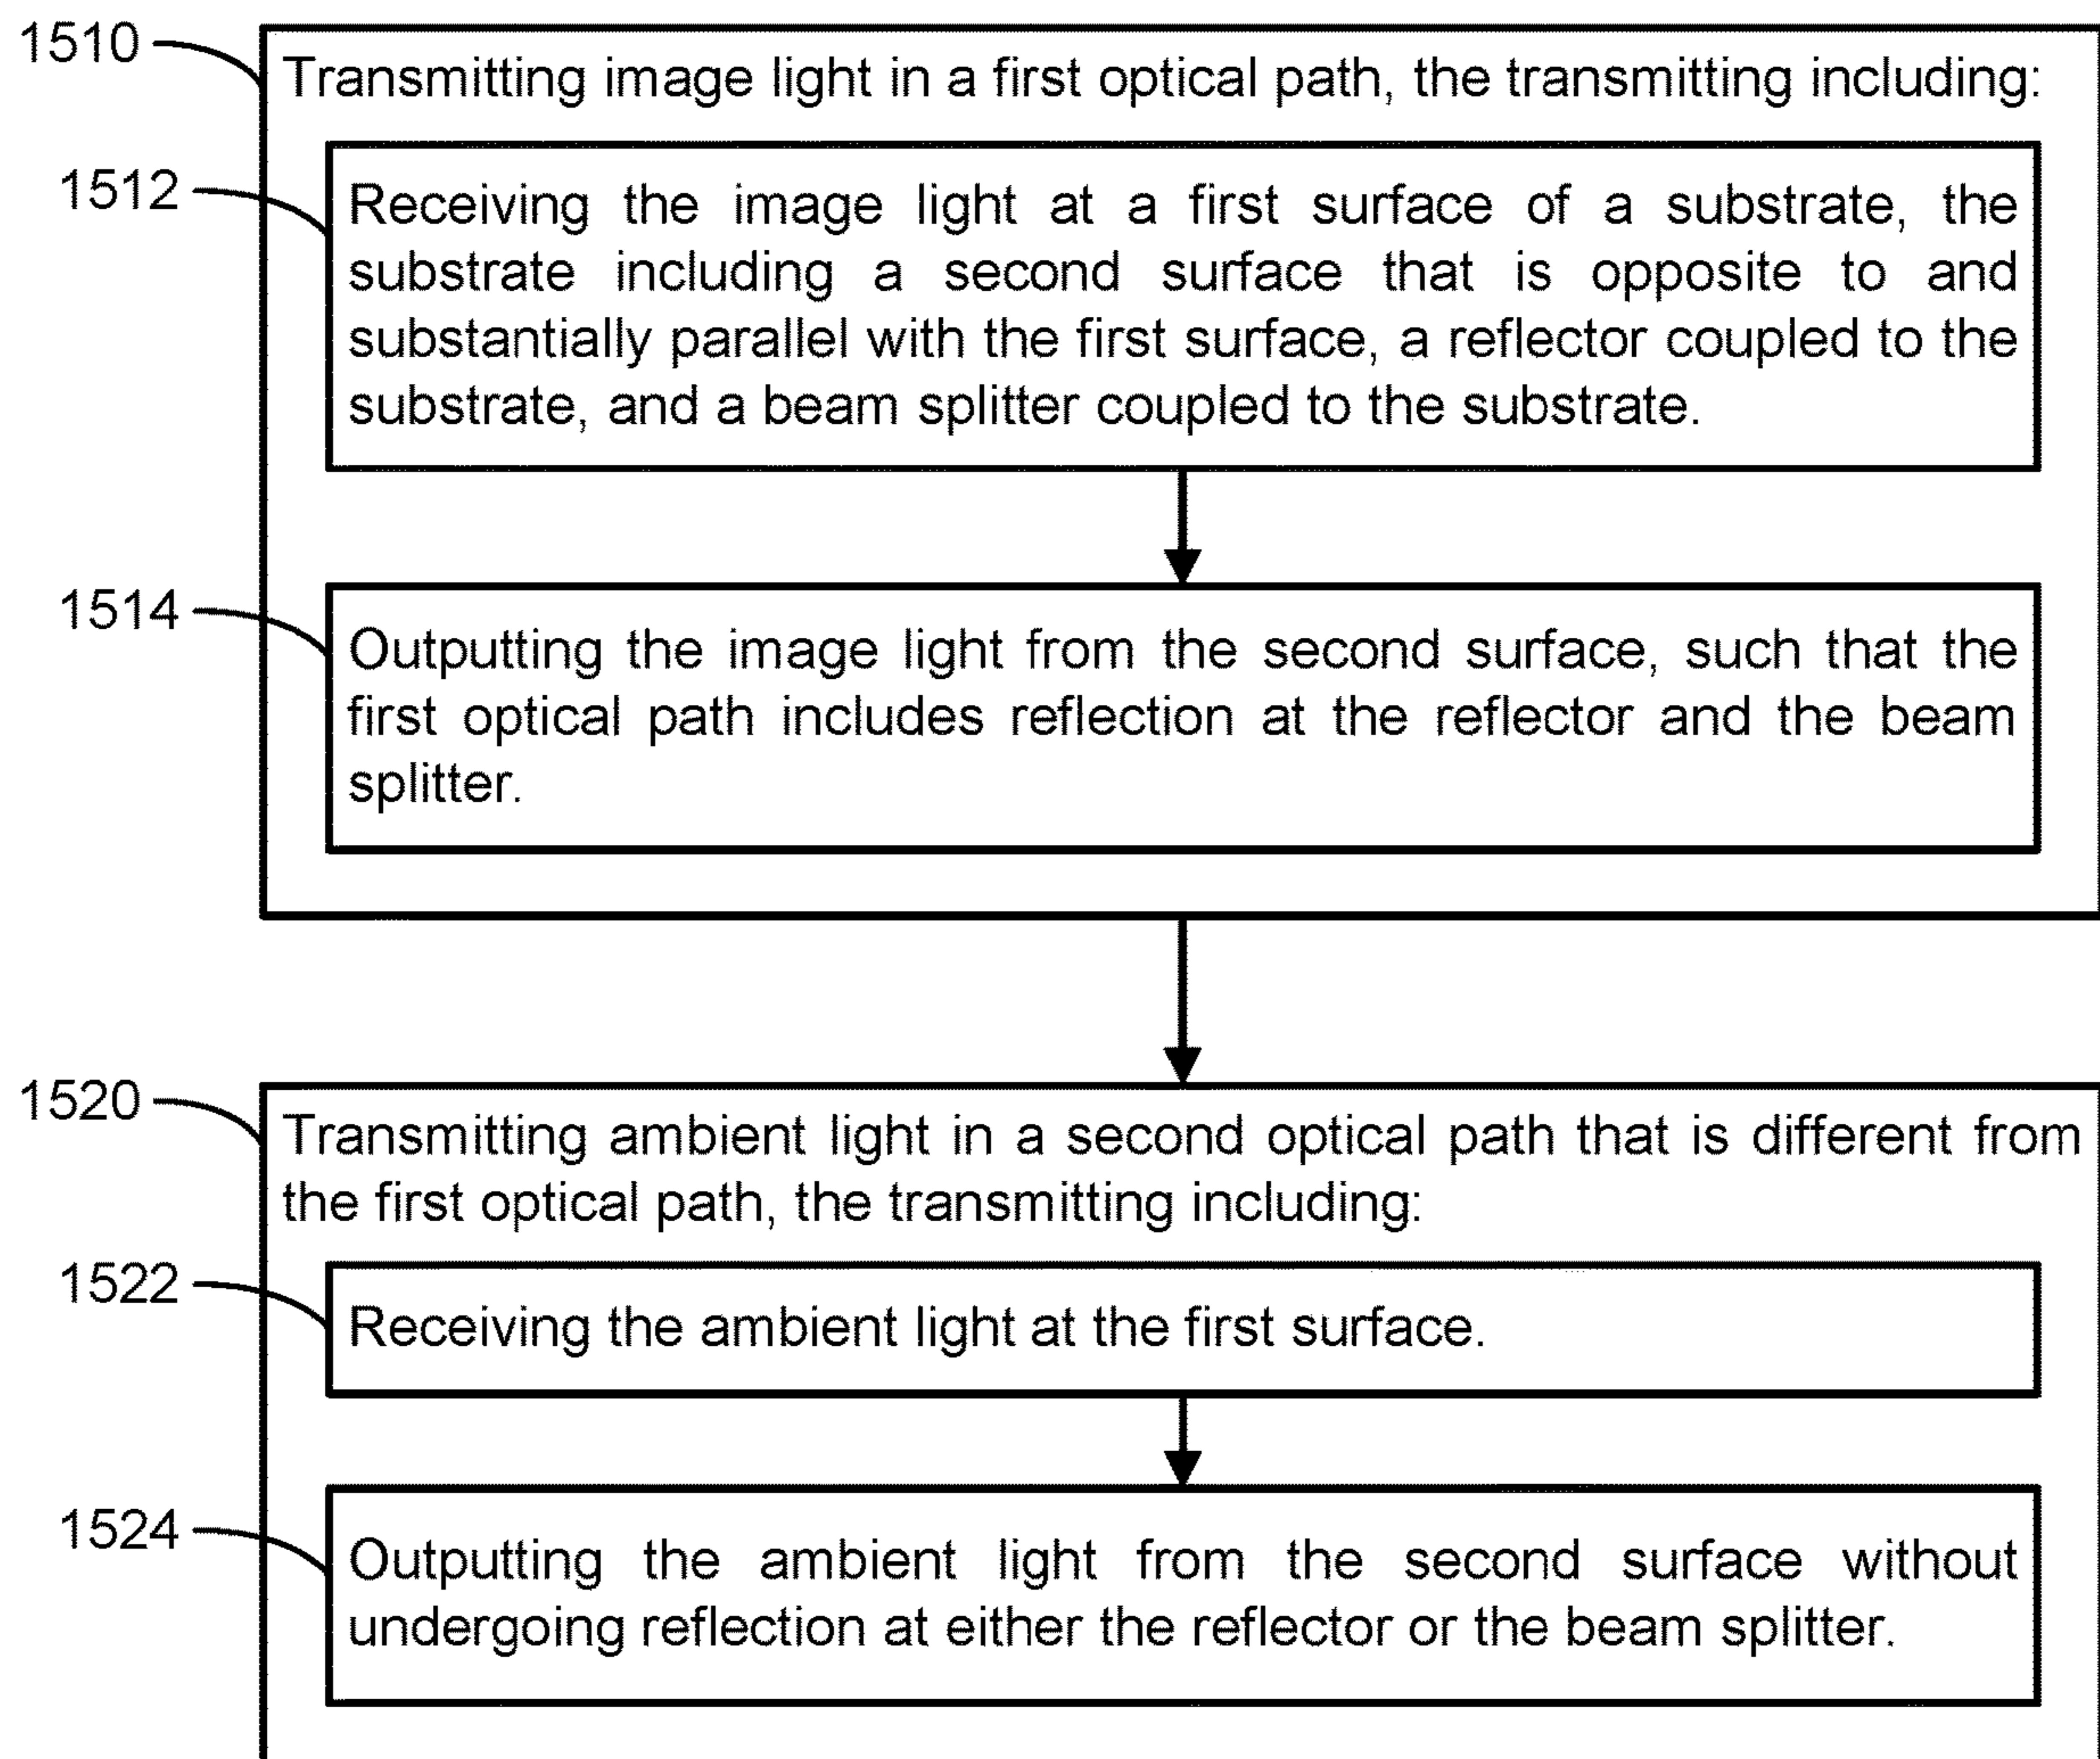 1510
Transmitting image light in a first optical path, the transmitting including:
1512
Receiving the image light at a first surface of a substrate, the
substrate including a second surface that is opposite to and
substantially parallel with the first surface, a reflector coupled to the
substrate, and a beam splitter coupled to the substrate.
1514
Outputting the image light from the second surface, such that the
first optical path includes reflection at the reflector and the beam
splitter.
1520
Transmitting ambient light in a second optical path that is different from
the first optical path, the transmitting including:
1522
Receiving the ambient light at the first surface.
1524
Outputting the ambient light from the second surface without
undergoing reflection at either the reflector or the beam splitter.